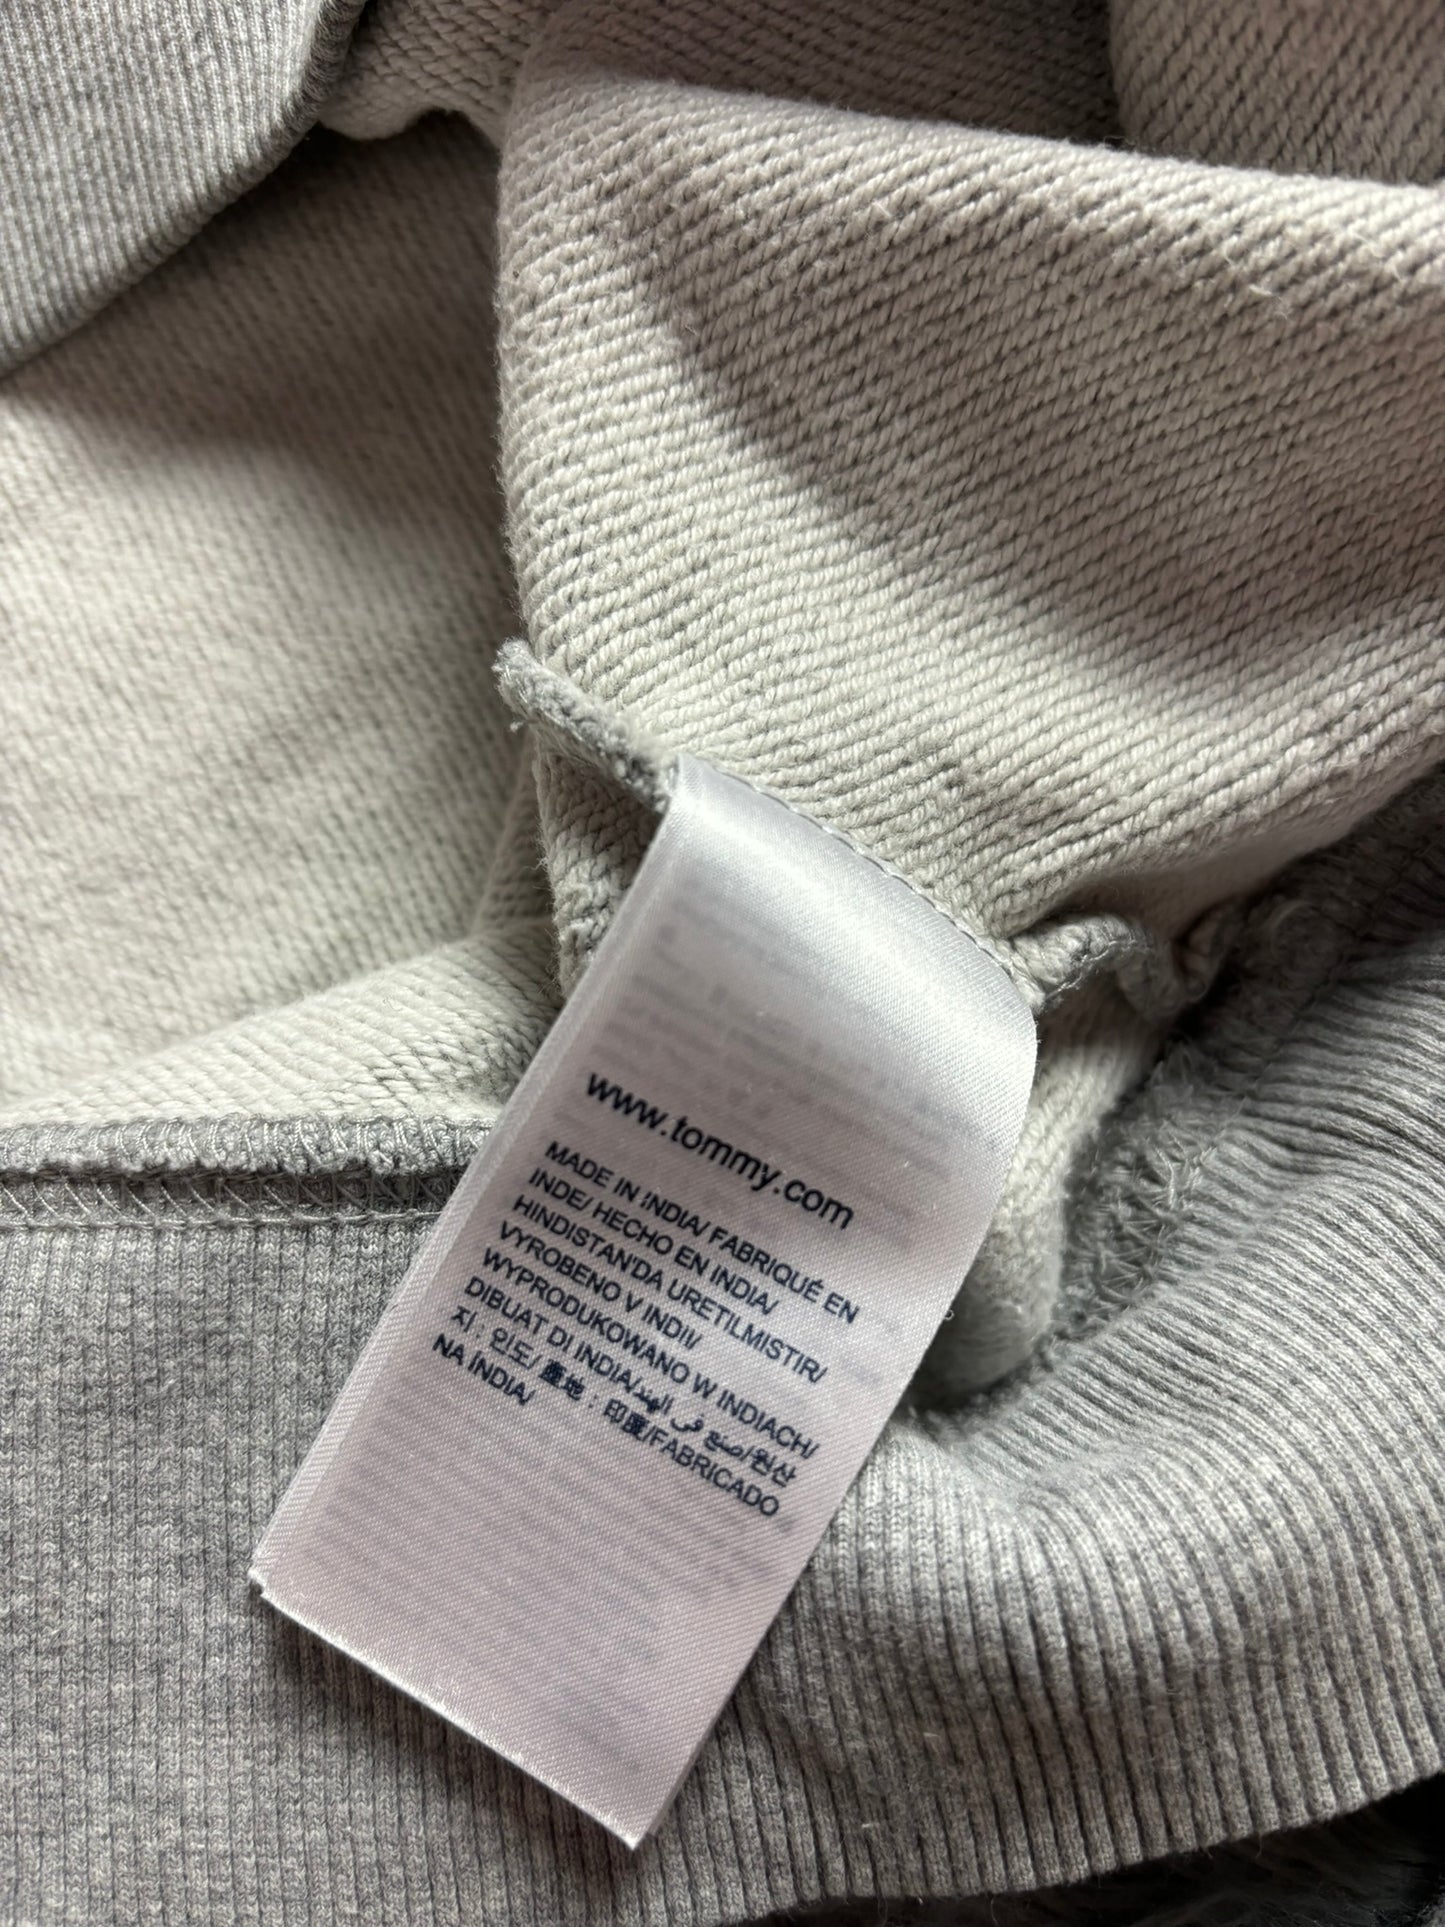 www.tommy.com
MADE IN INDIA/ FABRIQUÉ EN
INDE/ HECHO EN INDIA/
HINDISTAN'DA URETILMISTIR/
VYROBENO V INDII/
WYPRODUKOWANO W INDIACH/
DIBUAT DI INDIA/صنع في الهند/원산
지 : 인도/ 產地 : 印度/FABRICADO
NA ÍNDIA/